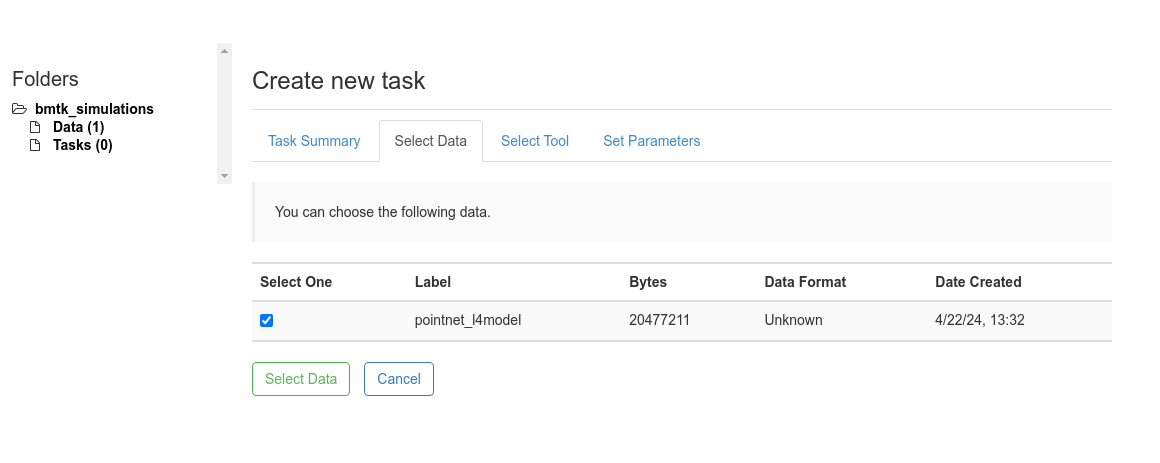 Folders
bmtk_simulations
Data (1)
Tasks (0)
Create new task
Task Summary Select Data Select Tool Set Parameters
You can choose the following data.
Select One Label Bytes Data Format Date Created
pointnet_l4model 20477211 Unknown 4/22/24, 13:32
Select Data Cancel